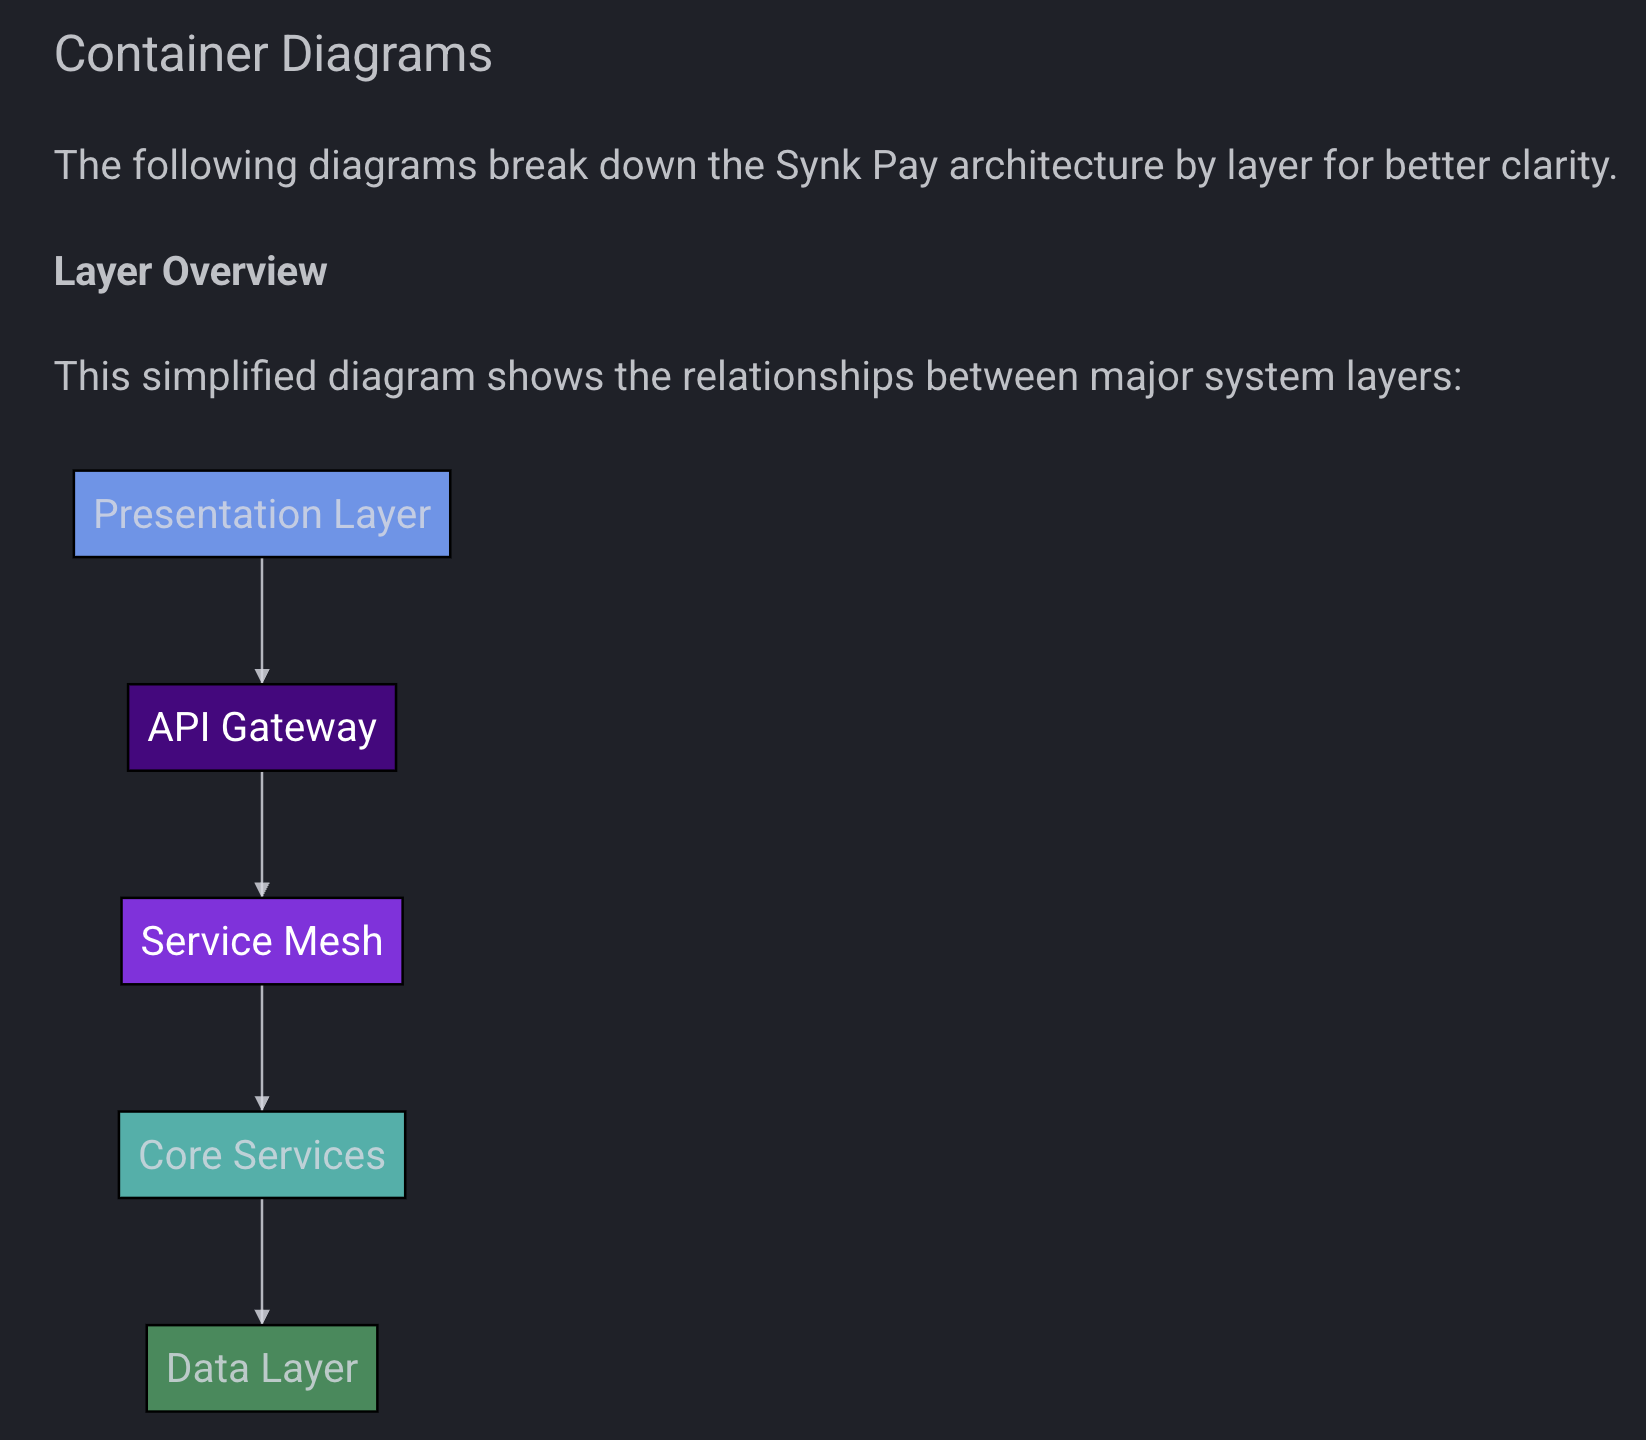 Container Diagrams
The following diagrams break down the Synk Pay architecture by layer for better clarity.
Layer Overview
This simplified diagram shows the relationships between major system layers:
Presentation Layer
API Gateway
Service Mesh
Core Services
Data Layer